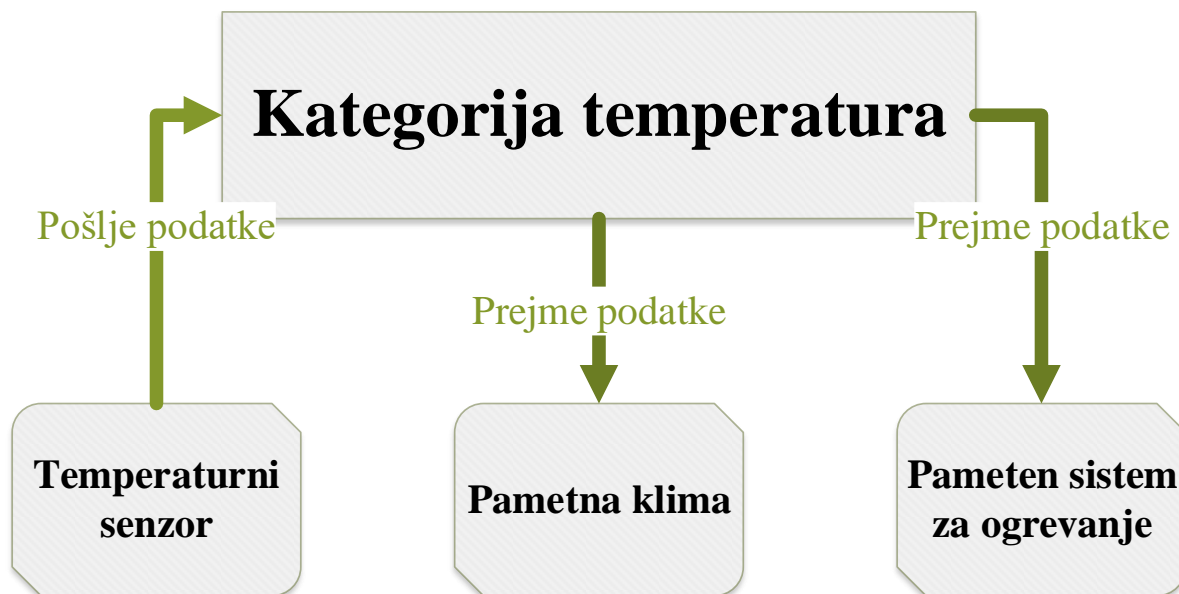 Kategorija temperatura
Pošlje podatke
Prejme podatke
Prejme podatke
Temperaturni
senzor
Pametna klima
Pameten sistem
za ogrevanje